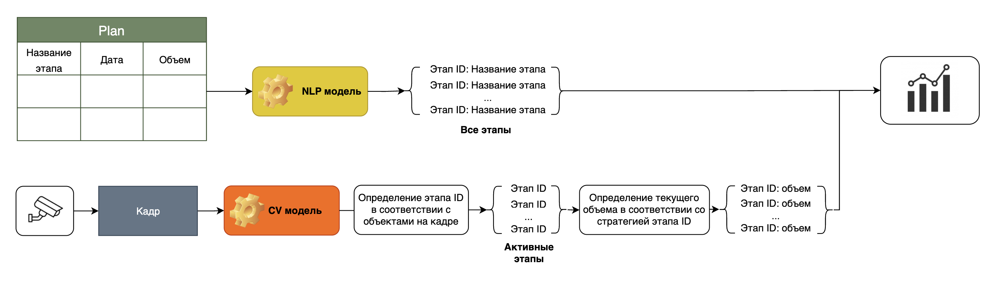 Plan
Название
этапа
Дата
Объем
NLP модель
Этап ID: Название этапа
Этап ID: Название этапа
...
Этап ID: Название этапа
Все этапы
Кадр
CV модель
Определение этапа ID
в соответствии с
объектами на кадре
Этап ID
Этап ID
...
Этап ID
Активные
этапы
Определение текущего
объема в соответствии со
стратегией этапа ID
Этап ID: объем
Этап ID: объем
...
Этап ID: объем